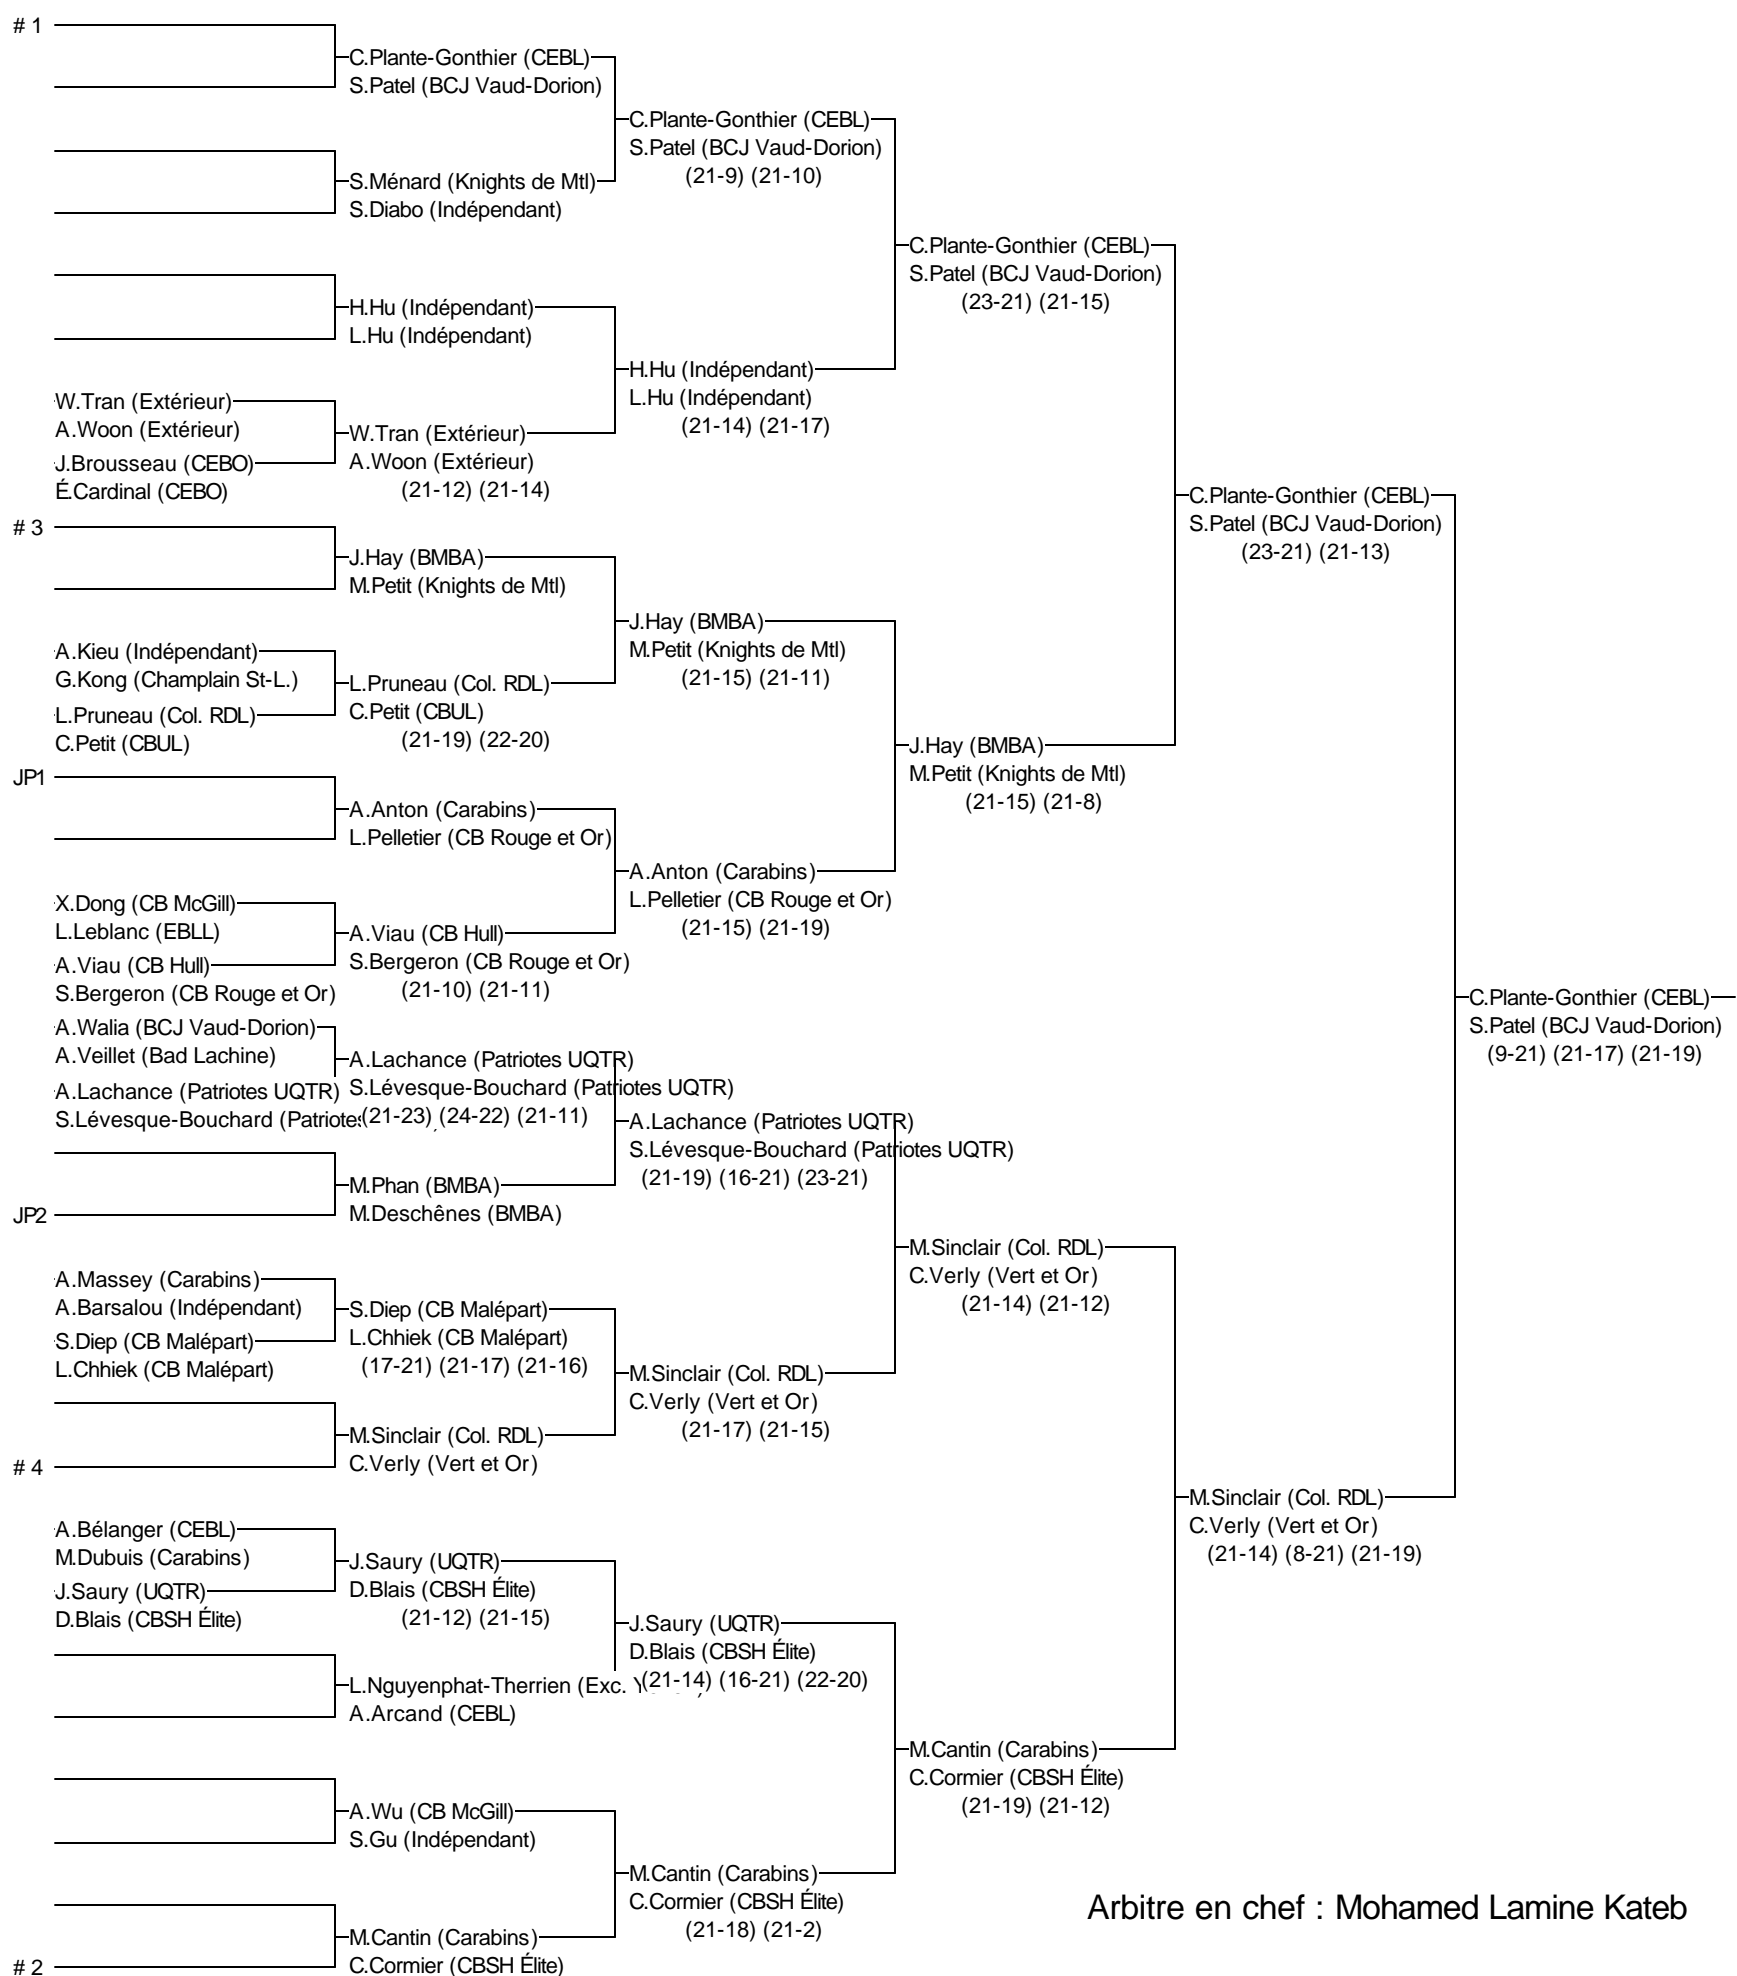 # 1
C.Plante-Gonthier (CEBL)
S.Patel (BCJ Vaud-Dorion)
C.Plante-Gonthier (CEBL)
S.Patel (BCJ Vaud-Dorion)
(21-9) (21-10)
S.Ménard (Knights de Mtl)
S.Diabo (Indépendant)
C.Plante-Gonthier (CEBL)
S.Patel (BCJ Vaud-Dorion)
(23-21) (21-15)
H.Hu (Indépendant)
L.Hu (Indépendant)
H.Hu (Indépendant)
L.Hu (Indépendant)
(21-14) (21-17)
W.Tran (Extérieur)
A.Woon (Extérieur)
J.Brousseau (CEBO)
É.Cardinal (CEBO)
W.Tran (Extérieur)
A.Woon (Extérieur)
(21-12) (21-14)
C.Plante-Gonthier (CEBL)
S.Patel (BCJ Vaud-Dorion)
(23-21) (21-13)
# 3
J.Hay (BMBA)
M.Petit (Knights de Mtl)
J.Hay (BMBA)
M.Petit (Knights de Mtl)
(21-15) (21-11)
A.Kieu (Indépendant)
G.Kong (Champlain St-L.)
L.Pruneau (Col. RDL)
C.Petit (CBUL)
L.Pruneau (Col. RDL)
C.Petit (CBUL)
(21-19) (22-20)
J.Hay (BMBA)
M.Petit (Knights de Mtl)
(21-15) (21-8)
JP1
A.Anton (Carabins)
L.Pelletier (CB Rouge et Or)
A.Anton (Carabins)
L.Pelletier (CB Rouge et Or)
(21-15) (21-19)
X.Dong (CB McGill)
L.Leblanc (EBLL)
A.Viau (CB Hull)
S.Bergeron (CB Rouge et Or)
A.Viau (CB Hull)
S.Bergeron (CB Rouge et Or)
(21-10) (21-11)
C.Plante-Gonthier (CEBL)
S.Patel (BCJ Vaud-Dorion)
(9-21) (21-17) (21-19)
A.Walia (BCJ Vaud-Dorion)
A.Veillet (Bad Lachine)
A.Lachance (Patriotes UQTR)
S.Lévesque-Bouchard (Patriotes
A.Lachance (Patriotes UQTR)
S.Lévesque-Bouchard (Patriotes UQTR)
(21-23) (24-22) (21-11)
A.Lachance (Patriotes UQTR)
S.Lévesque-Bouchard (Patriotes UQTR)
(21-19) (16-21) (23-21)
M.Phan (BMBA)
M.Deschênes (BMBA)
JP2
M.Sinclair (Col. RDL)
C.Verly (Vert et Or)
(21-14) (21-12)
A.Massey (Carabins)
A.Barsalou (Indépendant)
S.Diep (CB Malépart)
L.Chhiek (CB Malépart)
S.Diep (CB Malépart)
L.Chhiek (CB Malépart)
(17-21) (21-17) (21-16)
M.Sinclair (Col. RDL)
C.Verly (Vert et Or)
(21-17) (21-15)
M.Sinclair (Col. RDL)
C.Verly (Vert et Or)
# 4
M.Sinclair (Col. RDL)
C.Verly (Vert et Or)
(21-14) (8-21) (21-19)
A.Bélanger (CEBL)
M.Dubuis (Carabins)
J.Saury (UQTR)
D.Blais (CBSH Élite)
J.Saury (UQTR)
D.Blais (CBSH Élite)
(21-12) (21-15)
J.Saury (UQTR)
D.Blais (CBSH Élite)
(21-14) (16-21) (22-20)
L.Nguyenphat-Therrien (Exc.
A.Arcand (CEBL)
M.Cantin (Carabins)
C.Cormier (CBSH Élite)
(21-19) (21-12)
A.Wu (CB McGill)
S.Gu (Indépendant)
M.Cantin (Carabins)
C.Cormier (CBSH Élite)
(21-18) (21-2)
M.Cantin (Carabins)
C.Cormier (CBSH Élite)
# 2
Arbitre en chef : Mohamed Lamine Kateb